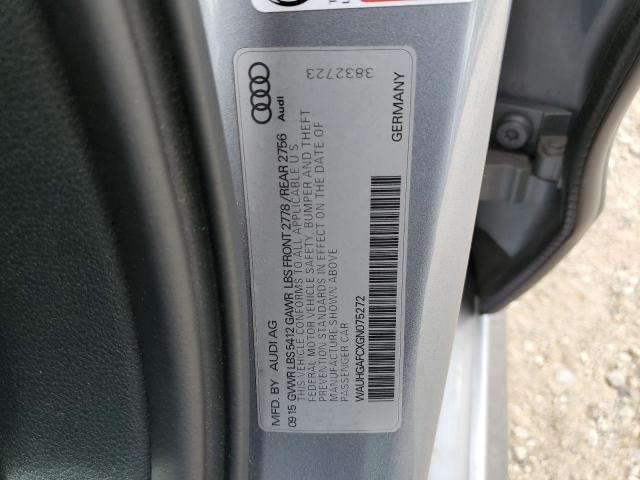 Audi
3832723
MFD. BY AUDI AG
09 15 GVWR LBS 5412 GAWR LBS FRONT 2778 / REAR 2756
THIS VEHICLE CONFORMS TO ALL APPLICABLE U S
FEDERAL MOTOR VEHICLE SAFETY, BUMPER AND THEFT
PREVENTION STANDARDS IN EFFECT ON THE DATE OF
MANUFACTURE SHOWN ABOVE
PASSENGER CAR
WAUHGAFCXGN075272
GERMANY